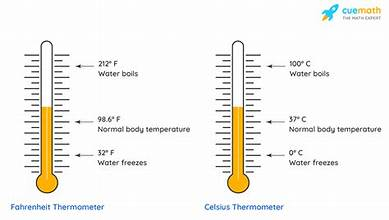 cuemath
THE MATH EXPERT
212° F
Water boils
98.6° F
Normal body temperature
32° F
Water freezes
Fahrenheit Thermometer
100° C
Water boils
37° C
Normal body temperature
0° C
Water freezes
Celsius Thermometer